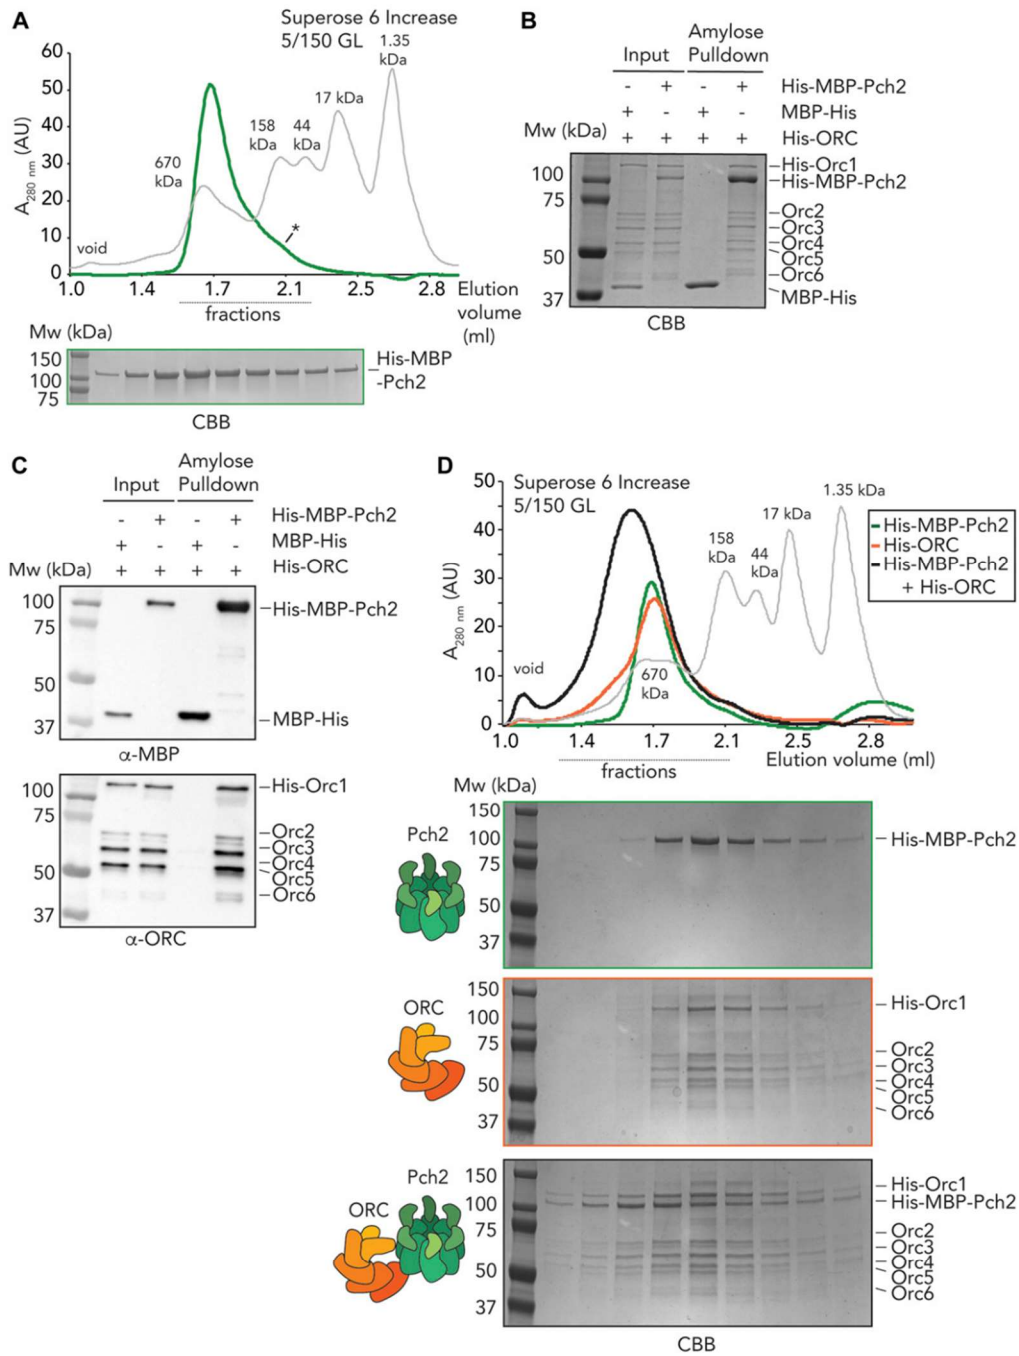 A
Superose 6 Increase
5/150 GL
1.35
kDa
17 kDa
158
kDa
44
kDa
670
kDa
void
*
A280 nm (AU)
60
50
40
30
20
10
0
1.0 1.4 1.7 2.1 2.5 2.8
Elution
volume
(ml)
fractions
Mw (kDa)
150
100
75
His-MBP
-Pch2
CBB
B
Amylose
Input Pulldown
- + - + His-MBP-Pch2
+ - + - MBP-His
+ + + + His-ORC
Mw (kDa)
100
75
50
37
His-Orc1
His-MBP-Pch2
Orc2
Orc3
Orc4
Orc5
Orc6
MBP-His
CBB
C
Amylose
Input Pulldown
- + - + His-MBP-Pch2
+ - + - MBP-His
+ + + + His-ORC
Mw (kDa)
100
75
50
37
His-MBP-Pch2
MBP-His
α-MBP
100
75
50
37
His-Orc1
Orc2
Orc3
Orc4
Orc5
Orc6
α-ORC
D
Superose 6 Increase
5/150 GL
1.35 kDa
17 kDa
158
kDa
44
kDa
670
kDa
void
His-MBP-Pch2
His-ORC
His-MBP-Pch2
+ His-ORC
A280 nm (AU)
50
40
30
20
10
0
1.0 1.4 1.7 2.1 2.5 2.8
Elution volume (ml)
fractions
Mw (kDa)
Pch2
150
100
75
50
37
His-MBP-Pch2
ORC
150
100
75
50
37
His-Orc1
Orc2
Orc3
Orc4
Orc5
Orc6
Pch2
ORC
150
100
75
50
37
His-Orc1
His-MBP-Pch2
Orc2
Orc3
Orc4
Orc5
Orc6
CBB